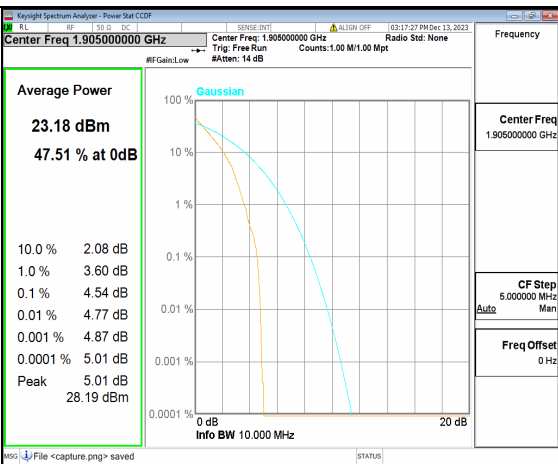 Keysight Spectrum Analyzer - Power Stat CCDF
RL RF 50 Ω DC SENSE:INT ALIGN OFF 03:17:27 PM Dec 13, 2023
Center Freq 1.905000000 GHz
Center Freq: 1.905000000 GHz Radio Std: None
Trig: Free Run Counts:1.00 M/1.00 Mpt
#IFGain:Low #Atten: 14 dB
Frequency
Average Power
23.18 dBm
47.51 % at 0dB
10.0 % 2.08 dB
1.0 % 3.60 dB
0.1 % 4.54 dB
0.01 % 4.77 dB
0.001 % 4.87 dB
0.0001 % 5.01 dB
Peak 5.01 dB
28.19 dBm
Gaussian
100 %
10 %
1 %
0.1 %
0.01 %
0.001 %
0.0001 %
0 dB 20 dB
Info BW 10.000 MHz
Center Freq
1.905000000 GHz
CF Step
5.000000 MHz
Auto Man
Freq Offset
0 Hz
MSG File <capture.png> saved STATUS